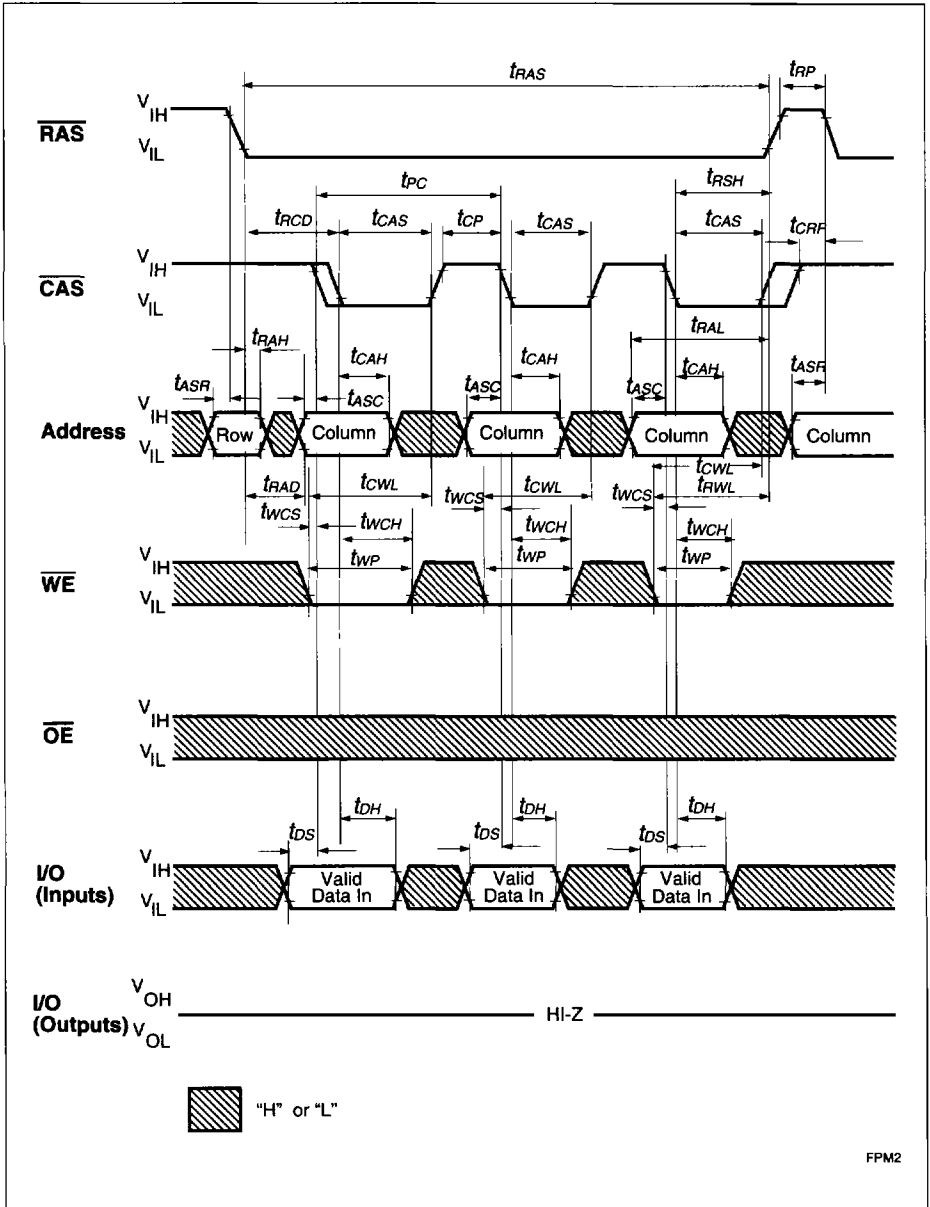 tRAS tRP
VIH
RAS
VIL
tPC tRSH
tRCD tCAS tCP tCAS tCAS tCRP
VIH
CAS
VIL
tRAL
tRAH tCAH tCAH tCAH
tASR tASC tASC tASC tASR
VIH
Address Row Column Column Column Column
VIL
tCWL
tRAD tCWL tCWL tRWL
tWCS tWCS tWCS
tWCH tWCH tWCH
tWP tWP tWP
VIH
WE
VIL
VIH
OE
VIL
tDH tDH tDH
tDS tDS tDS
VIH
I/O Valid Valid Valid
(Inputs) Data In Data In Data In
VIL
VOH
I/O HI-Z
(Outputs) VOL
"H" or "L"
FPM2